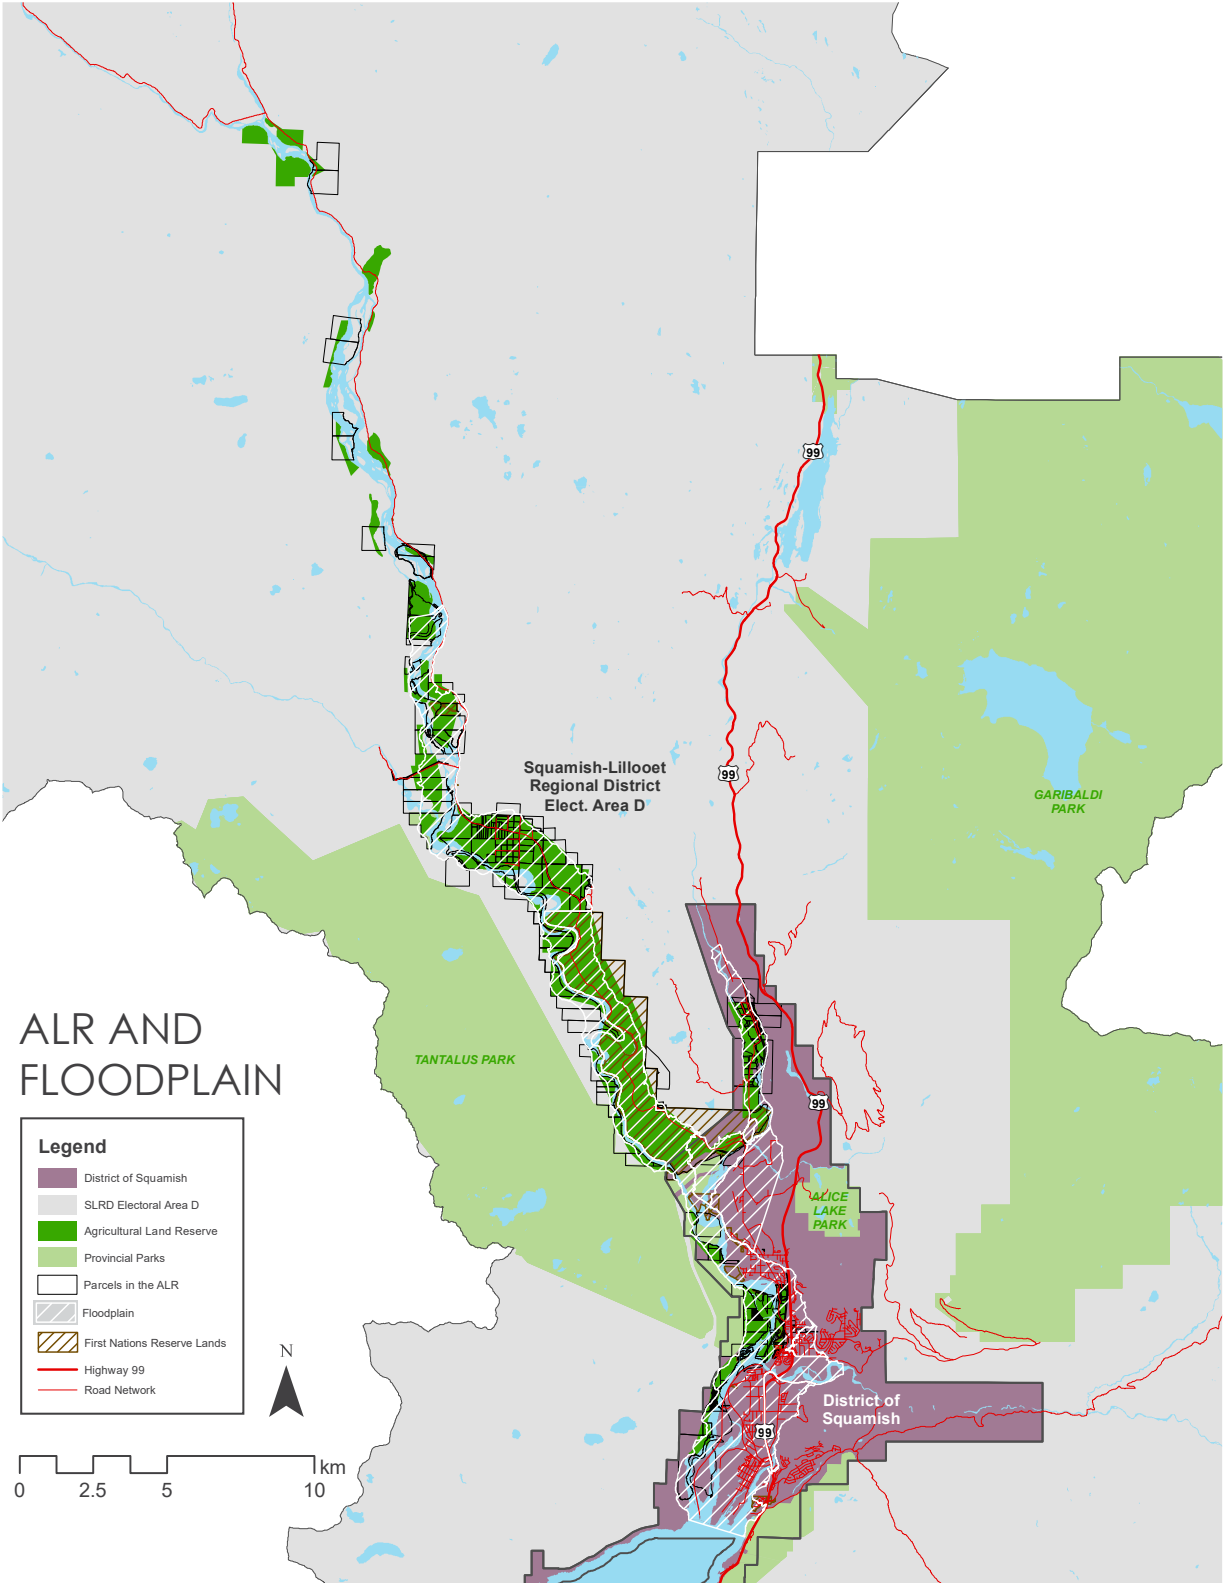 99
Squamish-Lillooet
Regional District
Elect. Area D
99
GARIBALDI
PARK
ALR AND
FLOODPLAIN
TANTALUS PARK
99
ALICE
LAKE
PARK
Legend
District of Squamish
SLRD Electoral Area D
Agricultural Land Reserve
Provincial Parks
Parcels in the ALR
Floodplain
First Nations Reserve Lands
Highway 99
Road Network
N
District of
Squamish
99
km
0 2.5 5 10